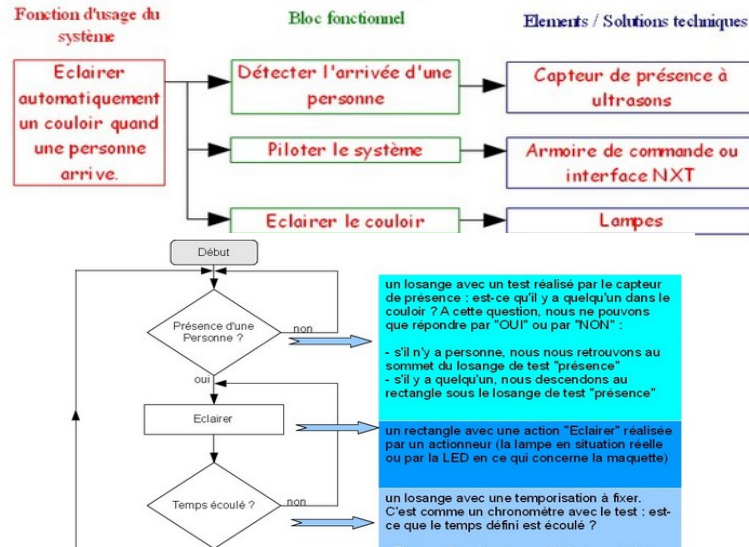 Fonction d'usage du
système
Bloc fonctionnel
Elements / Solutions techniques
Eclairer
automatiquement
un couloir quand
une personne
arrive.
Détecter l'arrivée d'une
personne
Capteur de présence à
ultrasons
Piloter le système
Armoire de commande ou
interface NXT
Eclairer le couloir
Lampes
Début
Présence d'une
Personne ?
non
oui
un losange avec un test réalisé par le capteur
de présence : est-ce qu'il y a quelqu'un dans le
couloir ? A cette question, nous ne pouvons
que répondre par "OUI" ou par "NON" :
- s'il n'y a personne, nous nous retrouvons au
sommet du losange de test "présence"
- s'il y a quelqu'un, nous descendons au
rectangle sous le losange de test "présence"
Eclairer
un rectangle avec une action "Eclairer" réalisée
par un actionneur (la lampe en situation réelle
ou par la LED en ce qui concerne la maquette)
Temps écoulé ?
non
un losange avec une temporisation à fixer.
C'est comme un chronomètre avec le test : est-
ce que le temps défini est écoulé ?